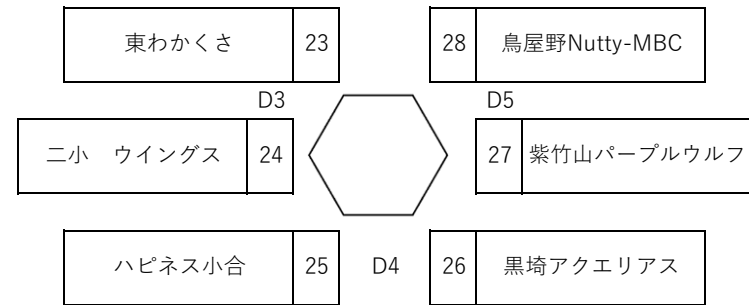 東わかくさ 23 28 鳥屋野Nutty-MBC
D3 D5
二小　ウイングス 24 27 紫竹山パープルウルフ
ハピネス小合 25 D4 26 黒埼アクエリアス